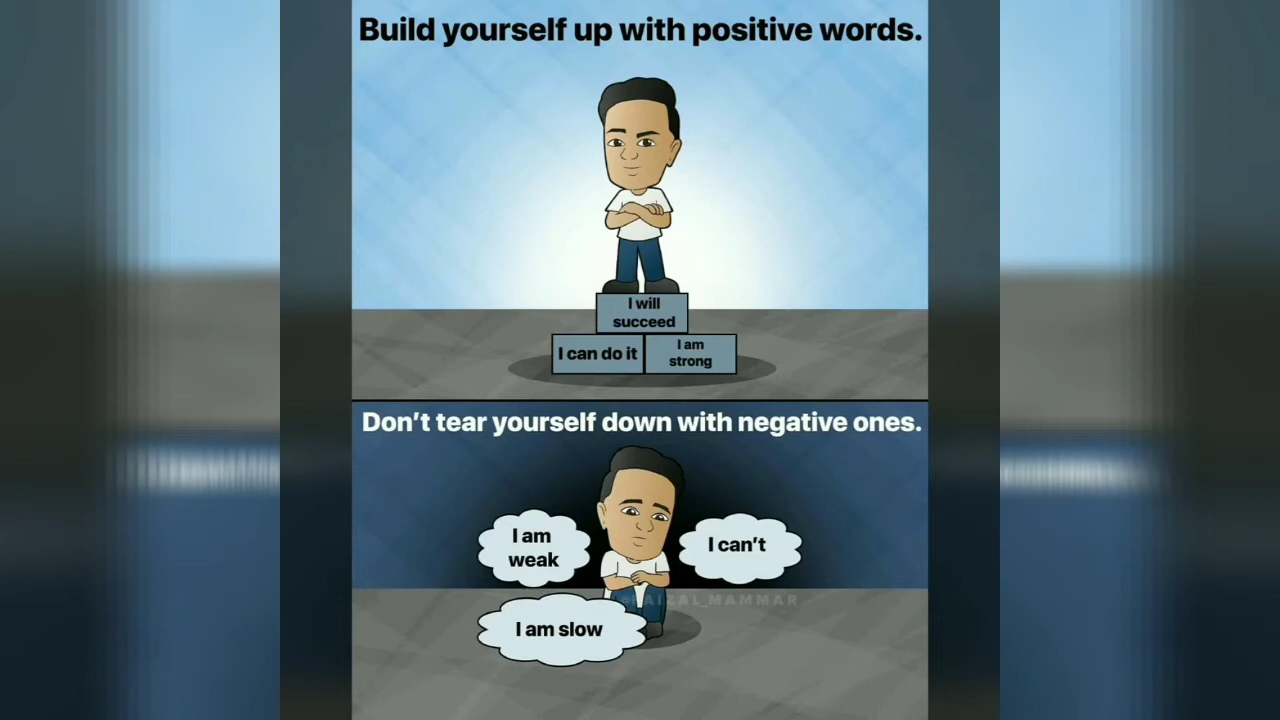 Build yourself up with positive words.
I will
succeed
I can do it
I am
strong
Don't tear yourself down with negative ones.
I am
weak
I can't
I am slow